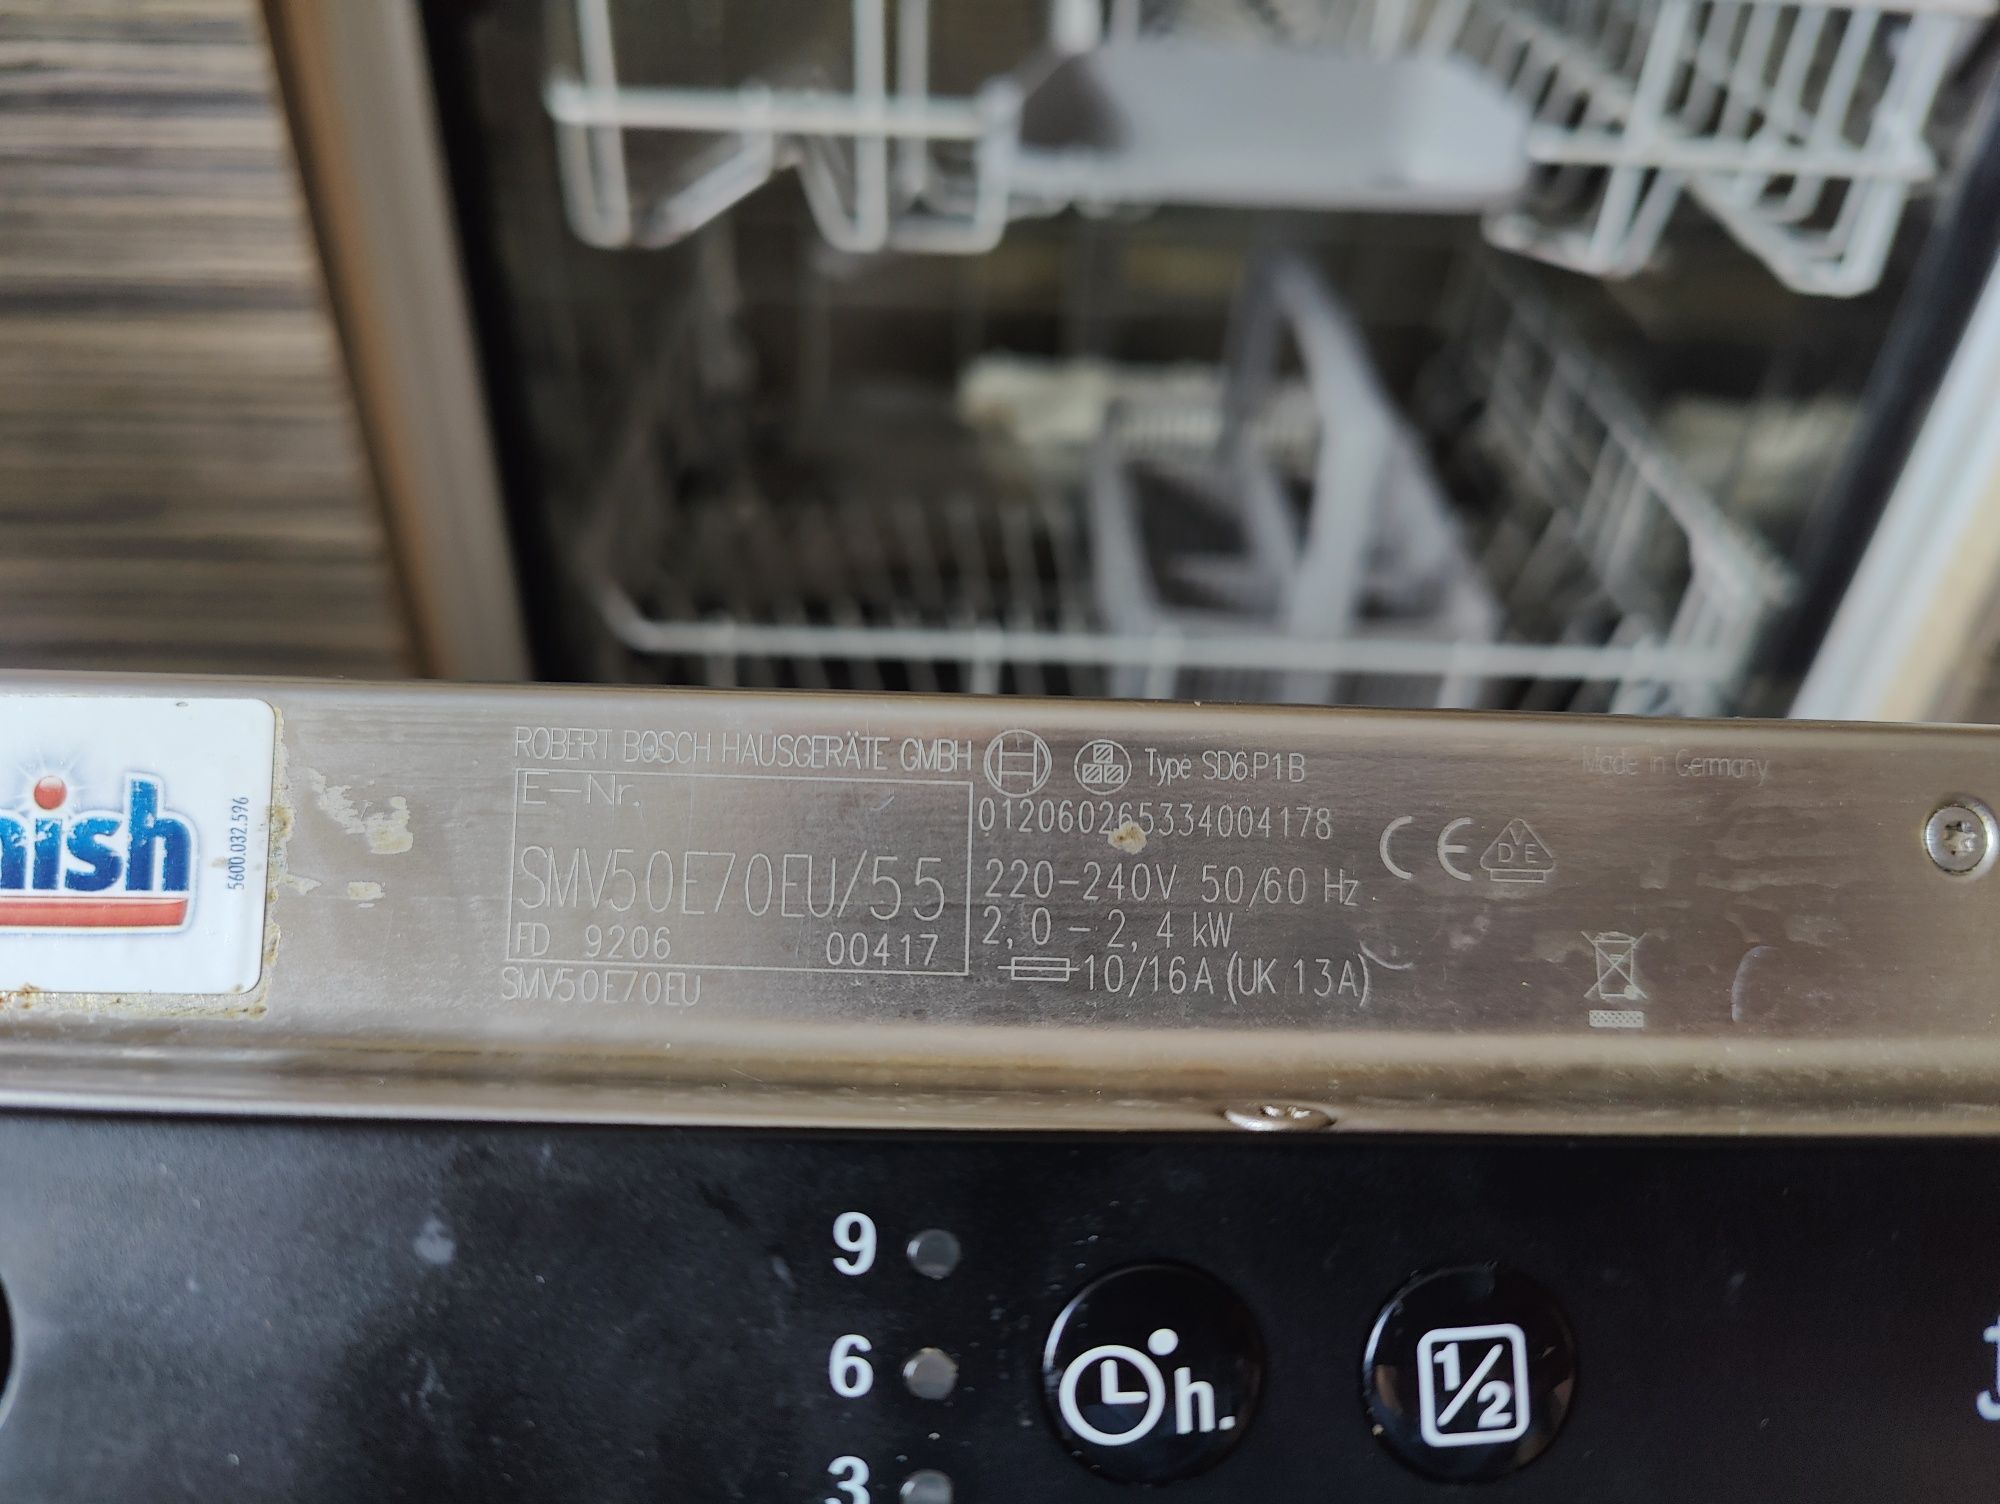 ROBERT BOSCH HAUSGERÄTE GMBH Type SD6P1B
Made in Germany
E-Nr.
012060265334004178
SMV50E70EU/55
220-240V 50/60 Hz
CE
VDE
2,0 - 2,4 kW
FD 9206 00417
10/16A (UK 13A)
SMV50E70EU
nish
5600.032.596
9
6
3
h.
1/2